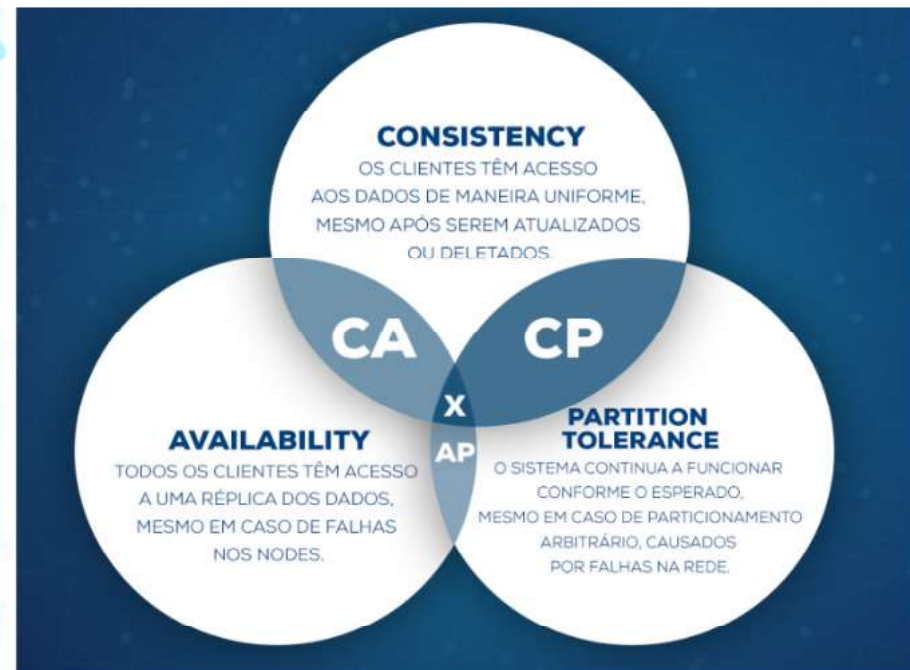 CONSISTENCY
OS CLIENTES TÊM ACESSO
AOS DADOS DE MANEIRA UNIFORME,
MESMO APÓS SEREM ATUALIZADOS
OU DELETADOS.
CA
CP
X
AP
AVAILABILITY
TODOS OS CLIENTES TÊM ACESSO
A UMA RÉPLICA DOS DADOS,
MESMO EM CASO DE FALHAS
NOS NODES.
PARTITION
TOLERANCE
O SISTEMA CONTINUA A FUNCIONAR
CONFORME O ESPERADO,
MESMO EM CASO DE PARTICIONAMENTO
ARBITRÁRIO, CAUSADOS
POR FALHAS NA REDE.